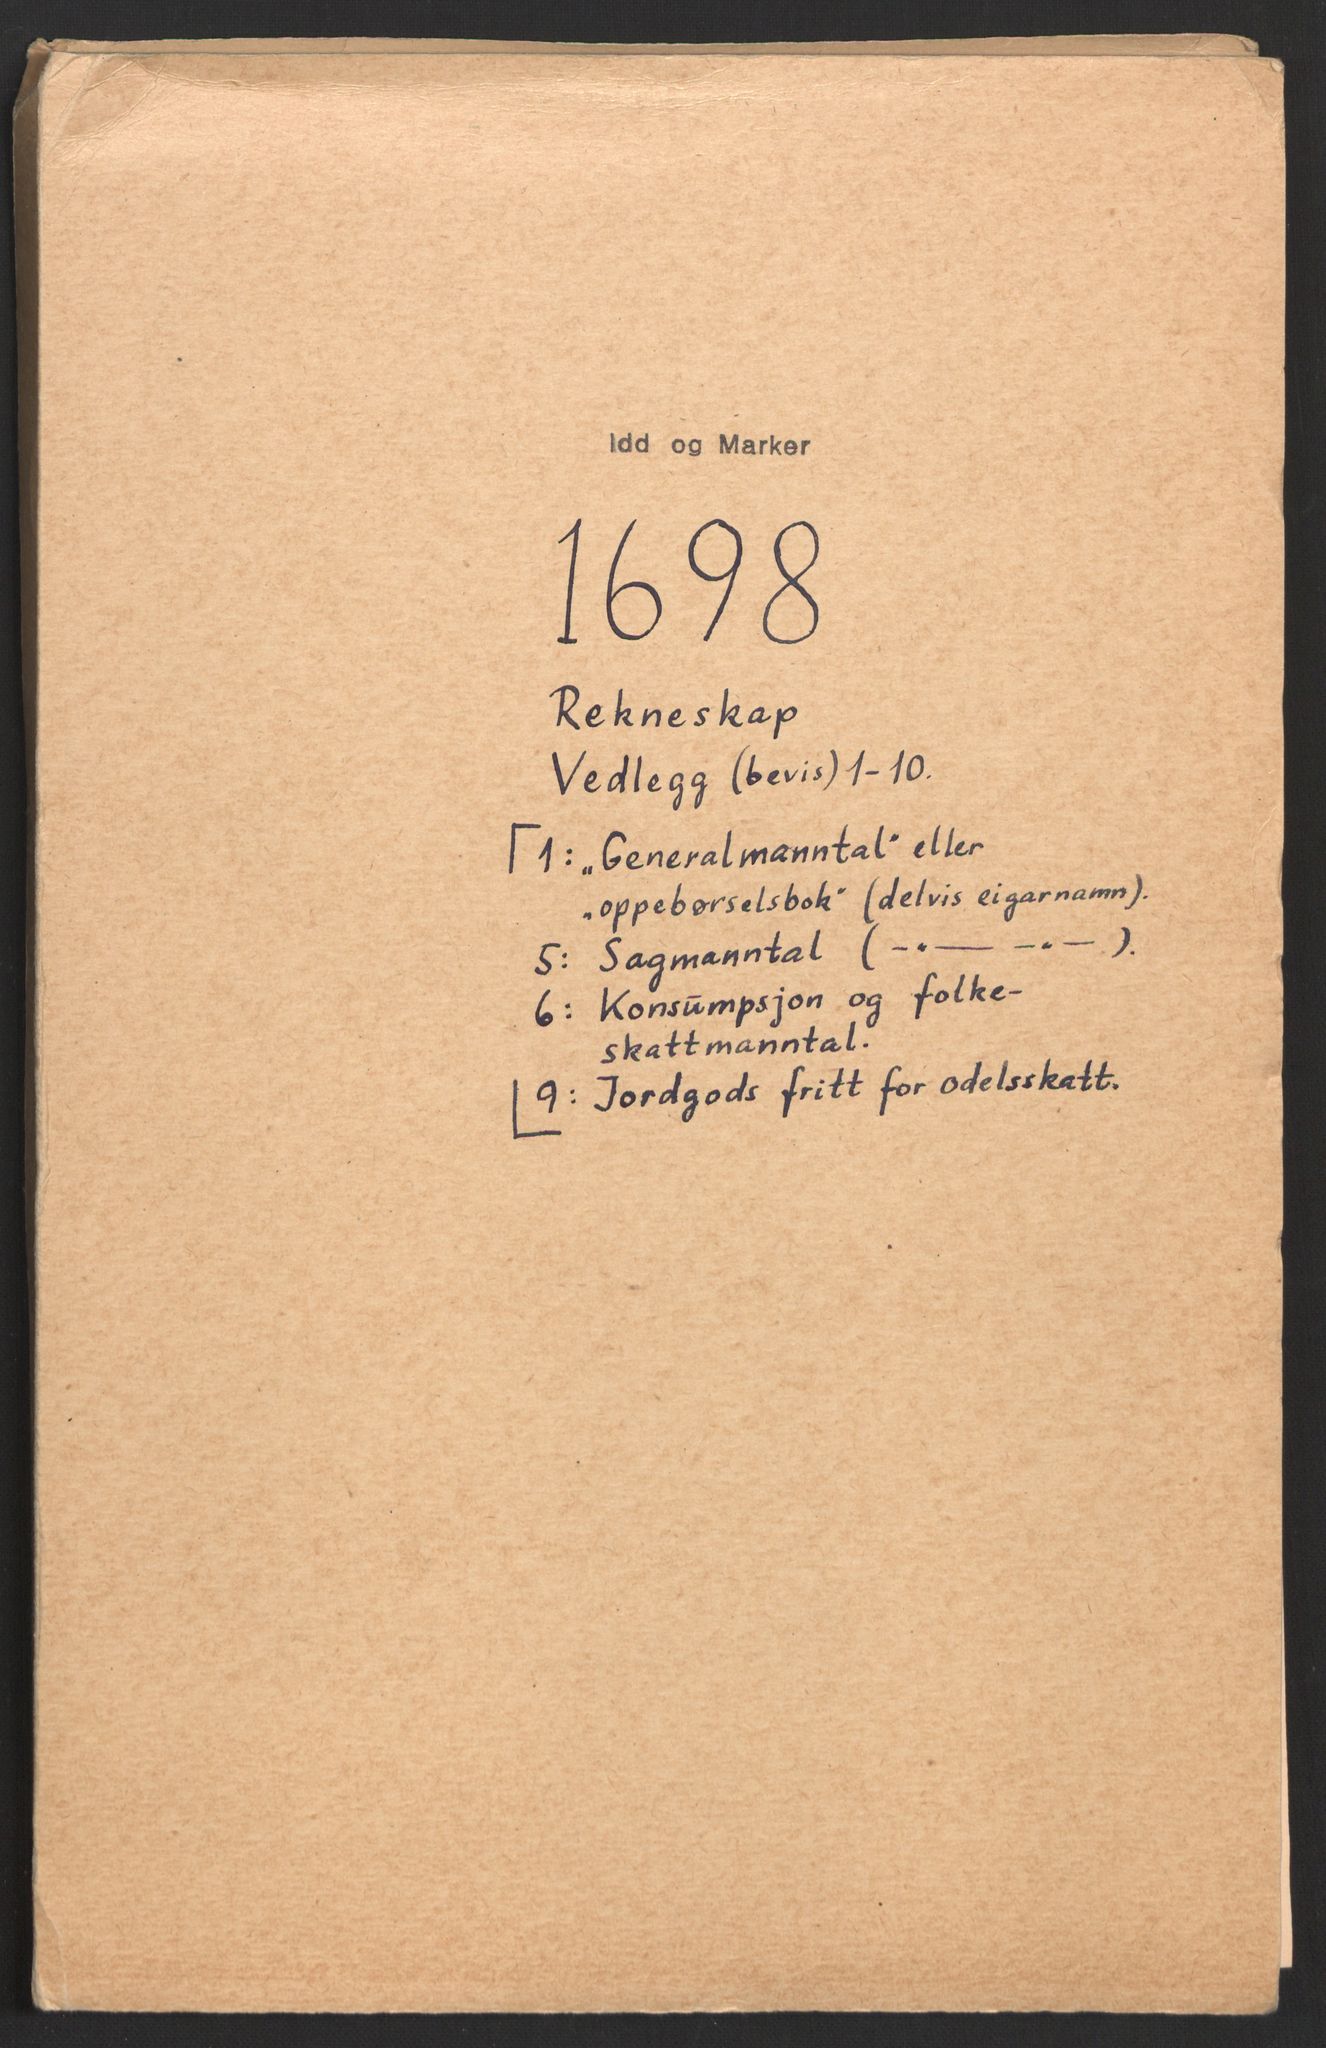 Idd og Marker
1698
Rekneskap
Vedlegg (bevis) 1-10.
[1: „Generalmanntal" eller
„oppebørselsbok" (delvis eigarnamn).
5: Sagmanntal (-"— -"-).
6: Konsūmpsjon og folke-
skattmanntal.
[9: Jordgods fritt for odelsskatt.